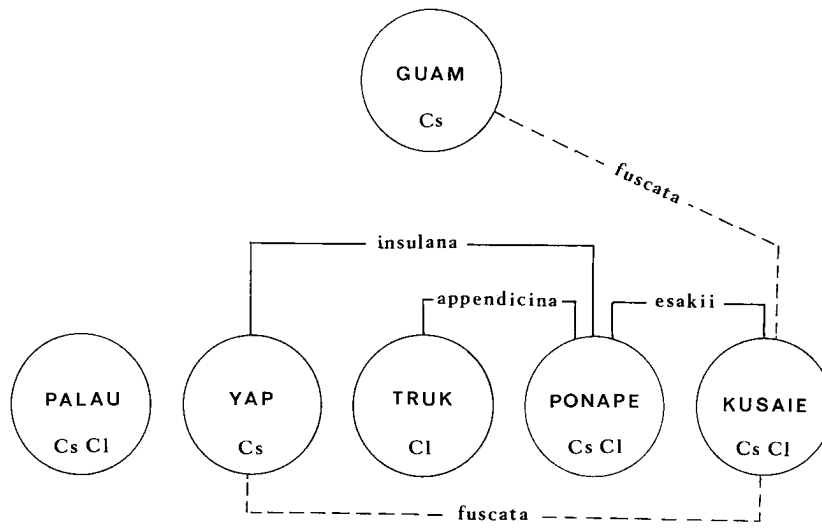 GUAM
Cs
fuscata
insulana
appendicina
esakii
PALAU
Cs Cl
YAP
Cs
TRUK
Cl
PONAPE
Cs Cl
KUSAIE
Cs Cl
fuscata